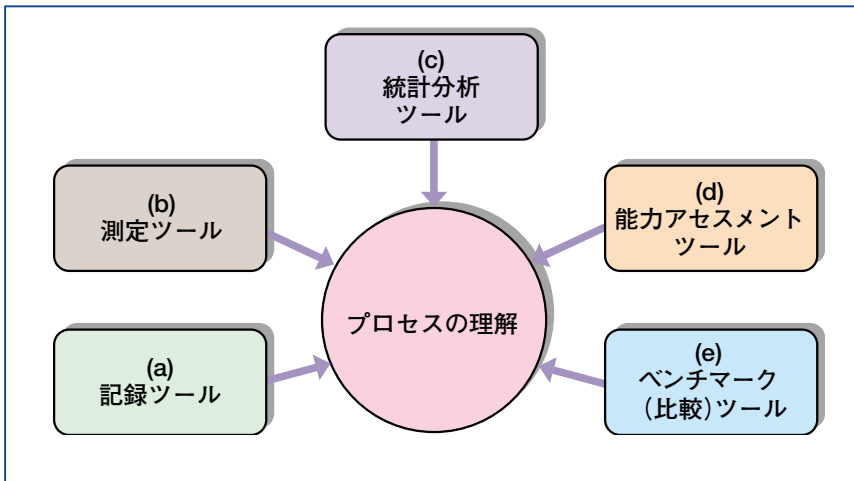 (c)
統計分析
ツール
(b)
測定ツール
(d)
能力アセスメント
ツール
プロセスの理解
(a)
記録ツール
(e)
ベンチマーク
（比較）ツール